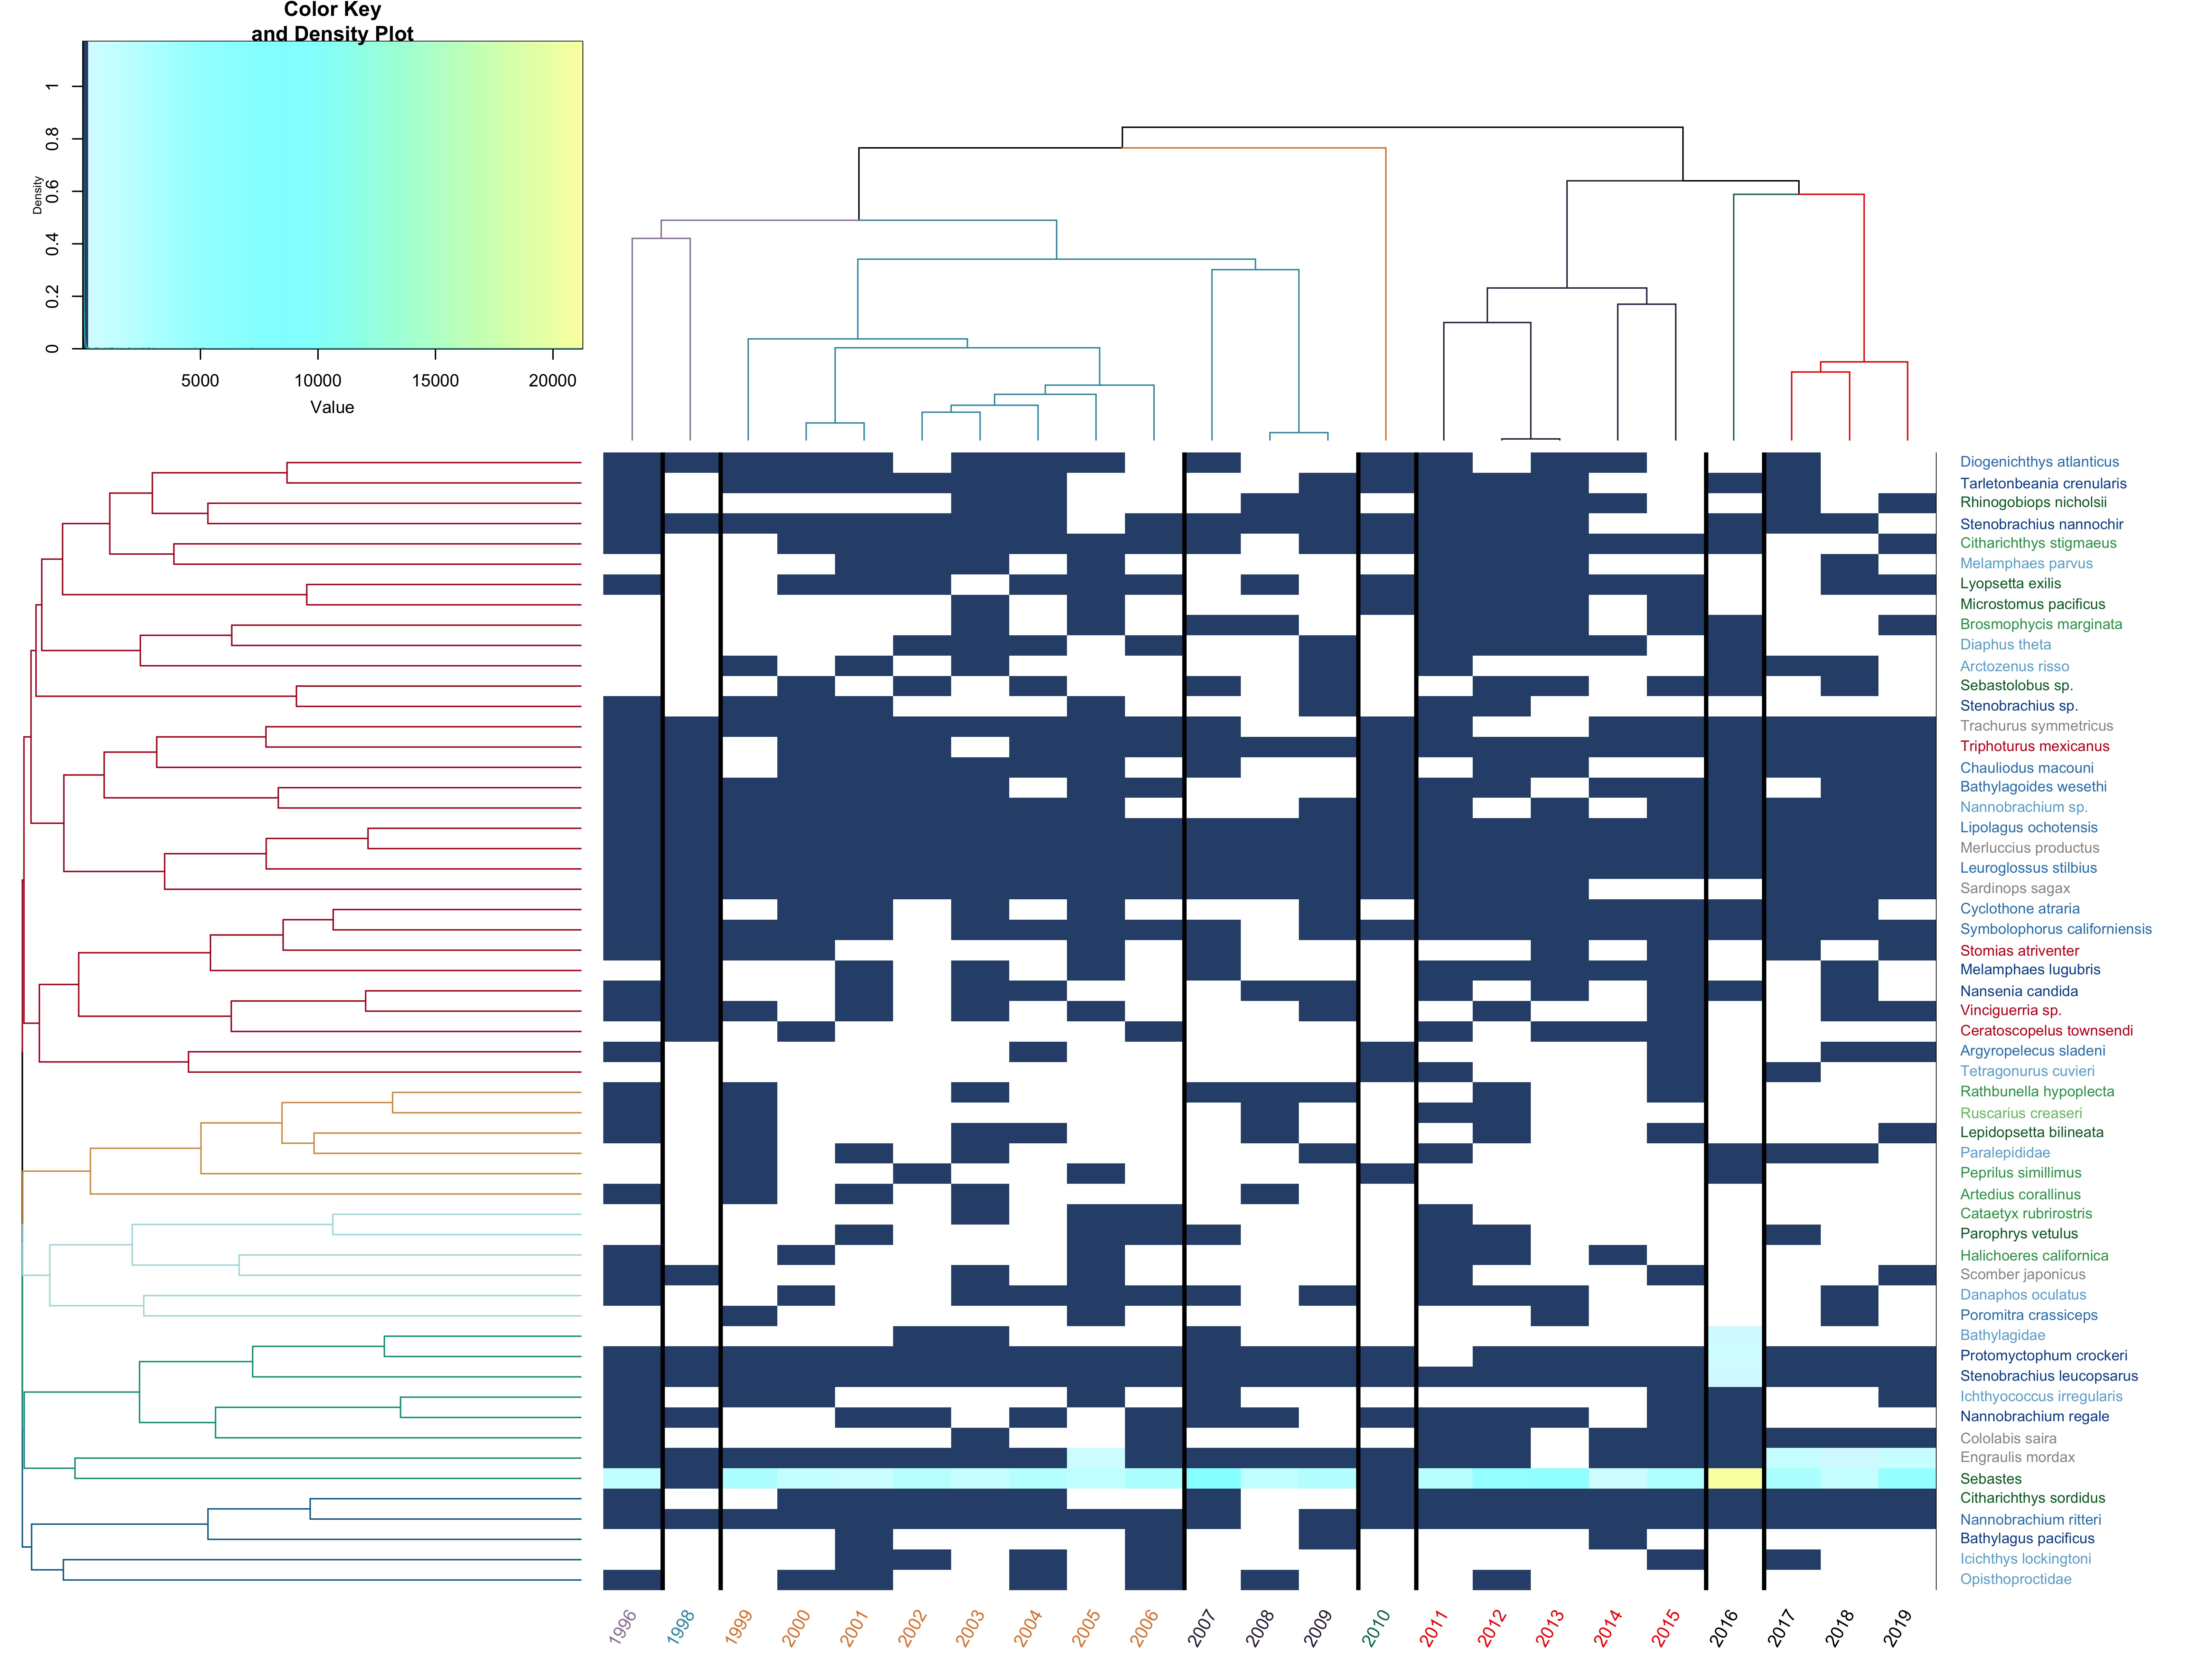 Color Key
and Density Plot
Density
1
0.8
0.6
0.4
0.2
0
5000 10000 15000 20000
Value
Diogenichthys atlanticus
Tarletonbeania crenularis
Rhinogobiops nicholsii
Stenobrachius nannochir
Citharichthys stigmaeus
Melamphaes parvus
Lyopsetta exilis
Microstomus pacificus
Brosmophycis marginata
Diaphus theta
Arctozenus risso
Sebastolobus sp.
Stenobrachius sp.
Trachurus symmetricus
Triphoturus mexicanus
Chauliodus macouni
Bathylagoides wesethi
Nannobrachium sp.
Lipolagus ochotensis
Merluccius productus
Leuroglossus stilbius
Sardinops sagax
Cyclothone atraria
Symbolophorus californiensis
Stomias atriventer
Melamphaes lugubris
Nansenia candida
Vinciguerria sp.
Ceratoscopelus townsendi
Argyropelecus sladeni
Tetragonurus cuvieri
Rathbunella hypoplecta
Ruscarius creaseri
Lepidopsetta bilineata
Paralepididae
Peprilus simillimus
Artedius corallinus
Cataetyx rubrirostris
Parophrys vetulus
Halichoeres californica
Scomber japonicus
Danaphos oculatus
Poromitra crassiceps
Bathylagidae
Protomyctophum crockeri
Stenobrachius leucopsarus
Ichthyococcus irregularis
Nannobrachium regale
Cololabis saira
Engraulis mordax
Sebastes
Citharichthys sordidus
Nannobrachium ritteri
Bathylagus pacificus
Icichthys lockingtoni
Opisthoproctidae
1996 1998 1999 2000 2001 2002 2003 2004 2005 2006 2007 2008 2009 2010 2011 2012 2013 2014 2015 2016 2017 2018 2019